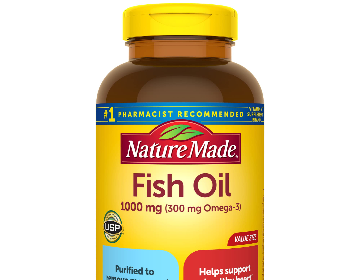 #1 PHARMACIST RECOMMENDED
Nature Made
Fish Oil
1000 mg (300 mg Omega-3)
USP
VALUE SIZE
Purified to
Helps support